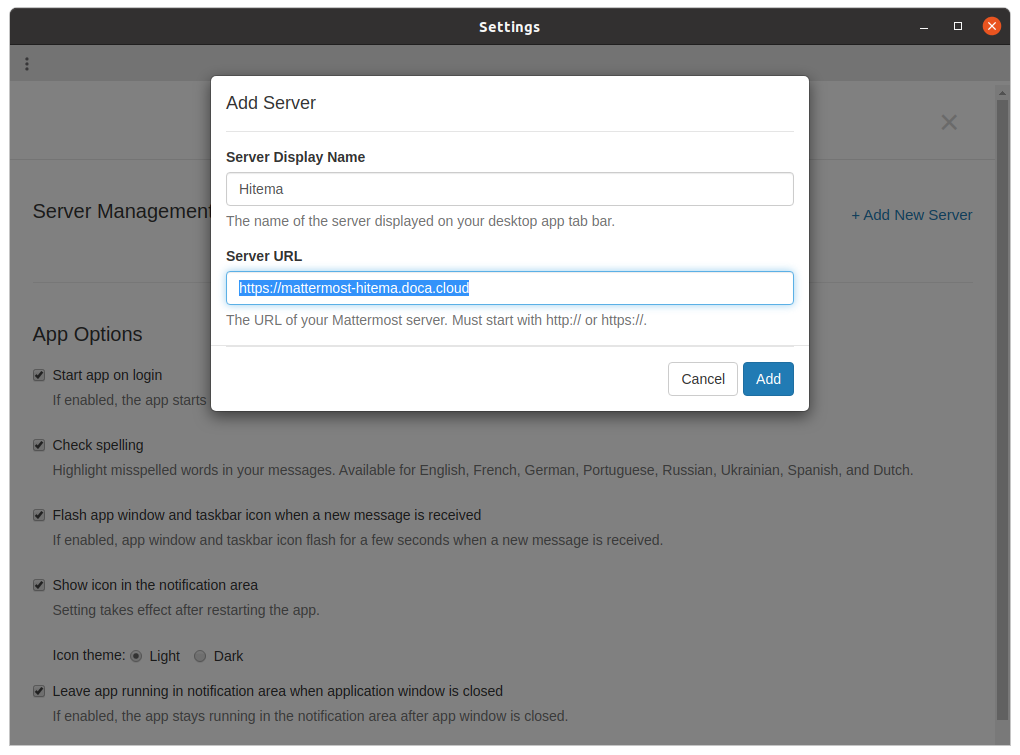 Settings
Add Server
Server Display Name
Hitema
The name of the server displayed on your desktop app tab bar.
Server URL
https://mattermost-hitema.doca.cloud
The URL of your Mattermost server. Must start with http:// or https://.
Cancel Add
Server Management
+ Add New Server
App Options
Start app on login
If enabled, the app starts
Check spelling
Highlight misspelled words in your messages. Available for English, French, German, Portuguese, Russian, Ukrainian, Spanish, and Dutch.
Flash app window and taskbar icon when a new message is received
If enabled, app window and taskbar icon flash for a few seconds when a new message is received.
Show icon in the notification area
Setting takes effect after restarting the app.
Icon theme: Light Dark
Leave app running in notification area when application window is closed
If enabled, the app stays running in the notification area after app window is closed.